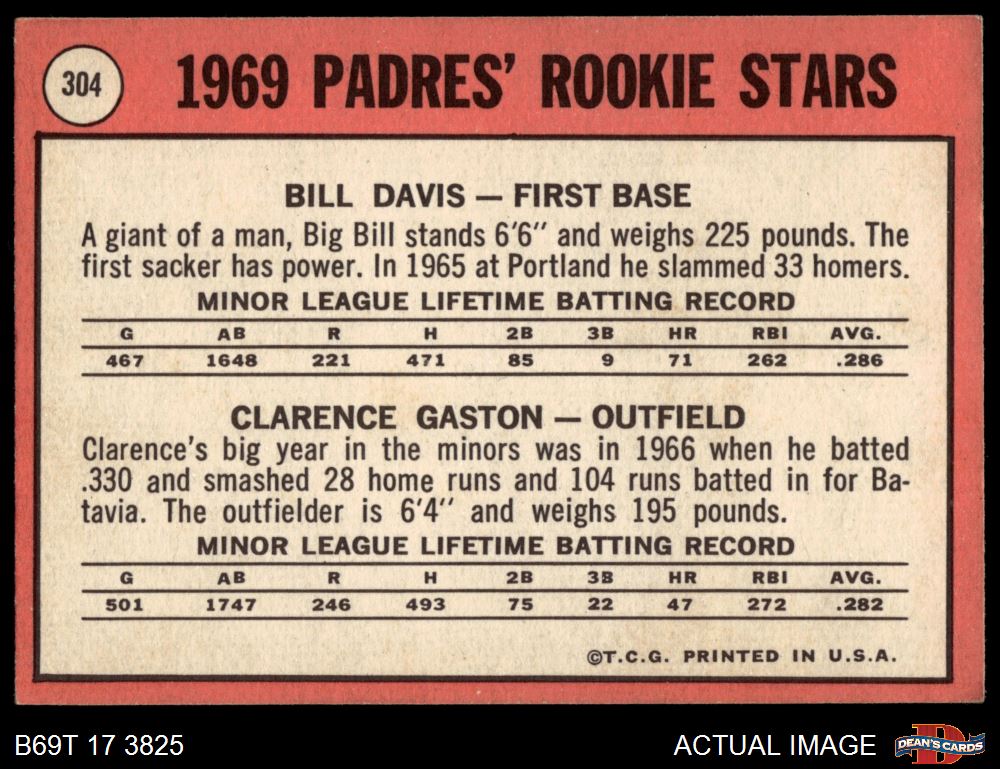 304
1969 PADRES' ROOKIE STARS
BILL DAVIS — FIRST BASE
A giant of a man, Big Bill stands 6'6" and weighs 225 pounds. The
first sacker has power. In 1965 at Portland he slammed 33 homers.
MINOR LEAGUE LIFETIME BATTING RECORD
G AB R H 2B 3B HR RBI AVG.
467 1648 221 471 85 9 71 262 .286
CLARENCE GASTON — OUTFIELD
Clarence's big year in the minors was in 1966 when he batted
.330 and smashed 28 home runs and 104 runs batted in for Ba-
tavia. The outfielder is 6'4" and weighs 195 pounds.
MINOR LEAGUE LIFETIME BATTING RECORD
G AB R H 2B 3B HR RBI AVG.
501 1747 246 493 75 22 47 272 .282
©T.C.G. PRINTED IN U.S.A.
B69T 17 3825
ACTUAL IMAGE
D
DEAN'S CARDS